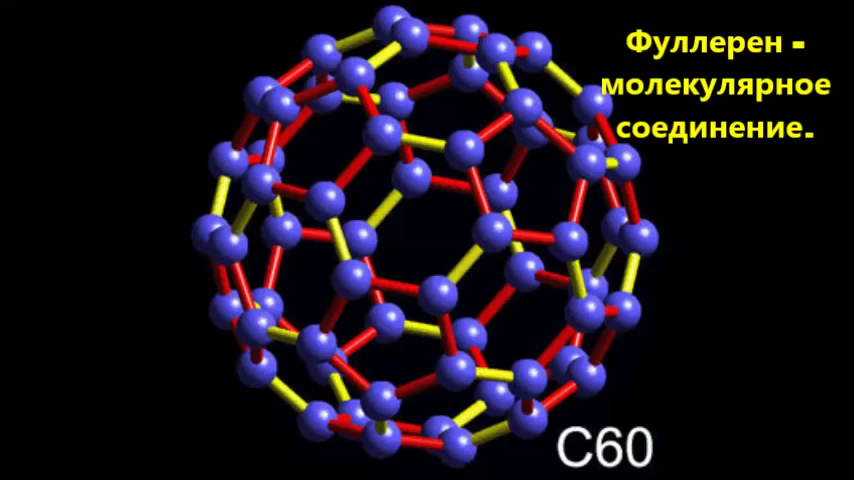 Фуллерен -
молекулярное
соединение.
C60